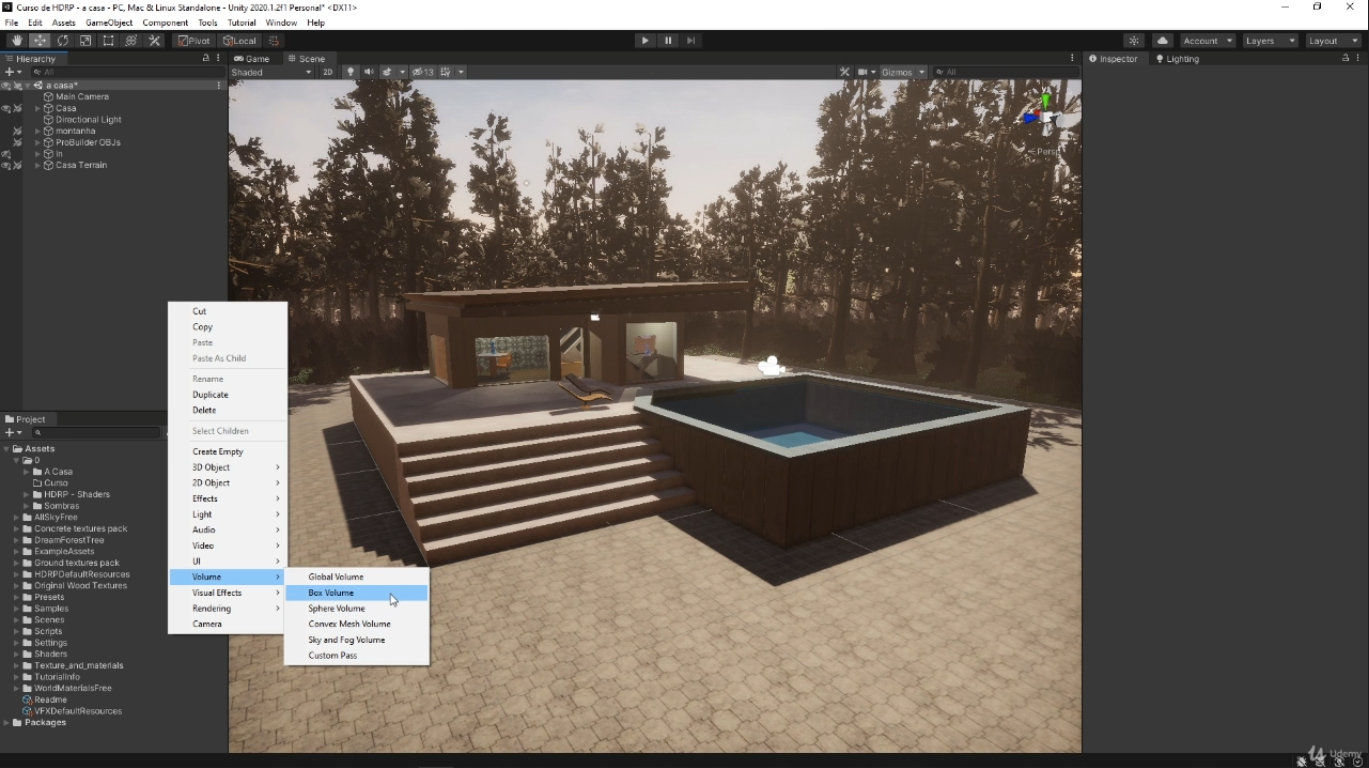 Curso de HDRP - a casa - PC, Mac & Linux Standalone - Unity 2020.1.2f1 Personal* <DX11>
File Edit Assets GameObject Component Tools Tutorial Window Help
Pivot Local Account Layers Layout
Hierarchy
All
a casa*
Main Camera
Casa
Directional Light
montanha
ProBuilder OBJs
in
Casa Terrain
Game Scene
Shaded 2D 13 Gizmos All
Persp
Inspector Lighting
Cut
Copy
Paste
Paste As Child
Rename
Duplicate
Delete
Select Children
Create Empty
3D Object
2D Object
Effects
Light
Audio
Video
UI
Volume
Visual Effects
Rendering
Camera
Global Volume
Box Volume
Sphere Volume
Convex Mesh Volume
Sky and Fog Volume
Custom Pass
Project
Assets
0
A Casa
Curso
HDRP - Shaders
Sombras
AllSkyFree
Concrete textures pack
DreamForestTree
ExampleAssets
Ground textures pack
HDRPDefaultResources
Original Wood Textures
Presets
Samples
Scenes
Scripts
Settings
Shaders
Texture_and_materials
TutorialInfo
WorldMaterialsFree
Readme
VFXDefaultResources
Packages
Udemy